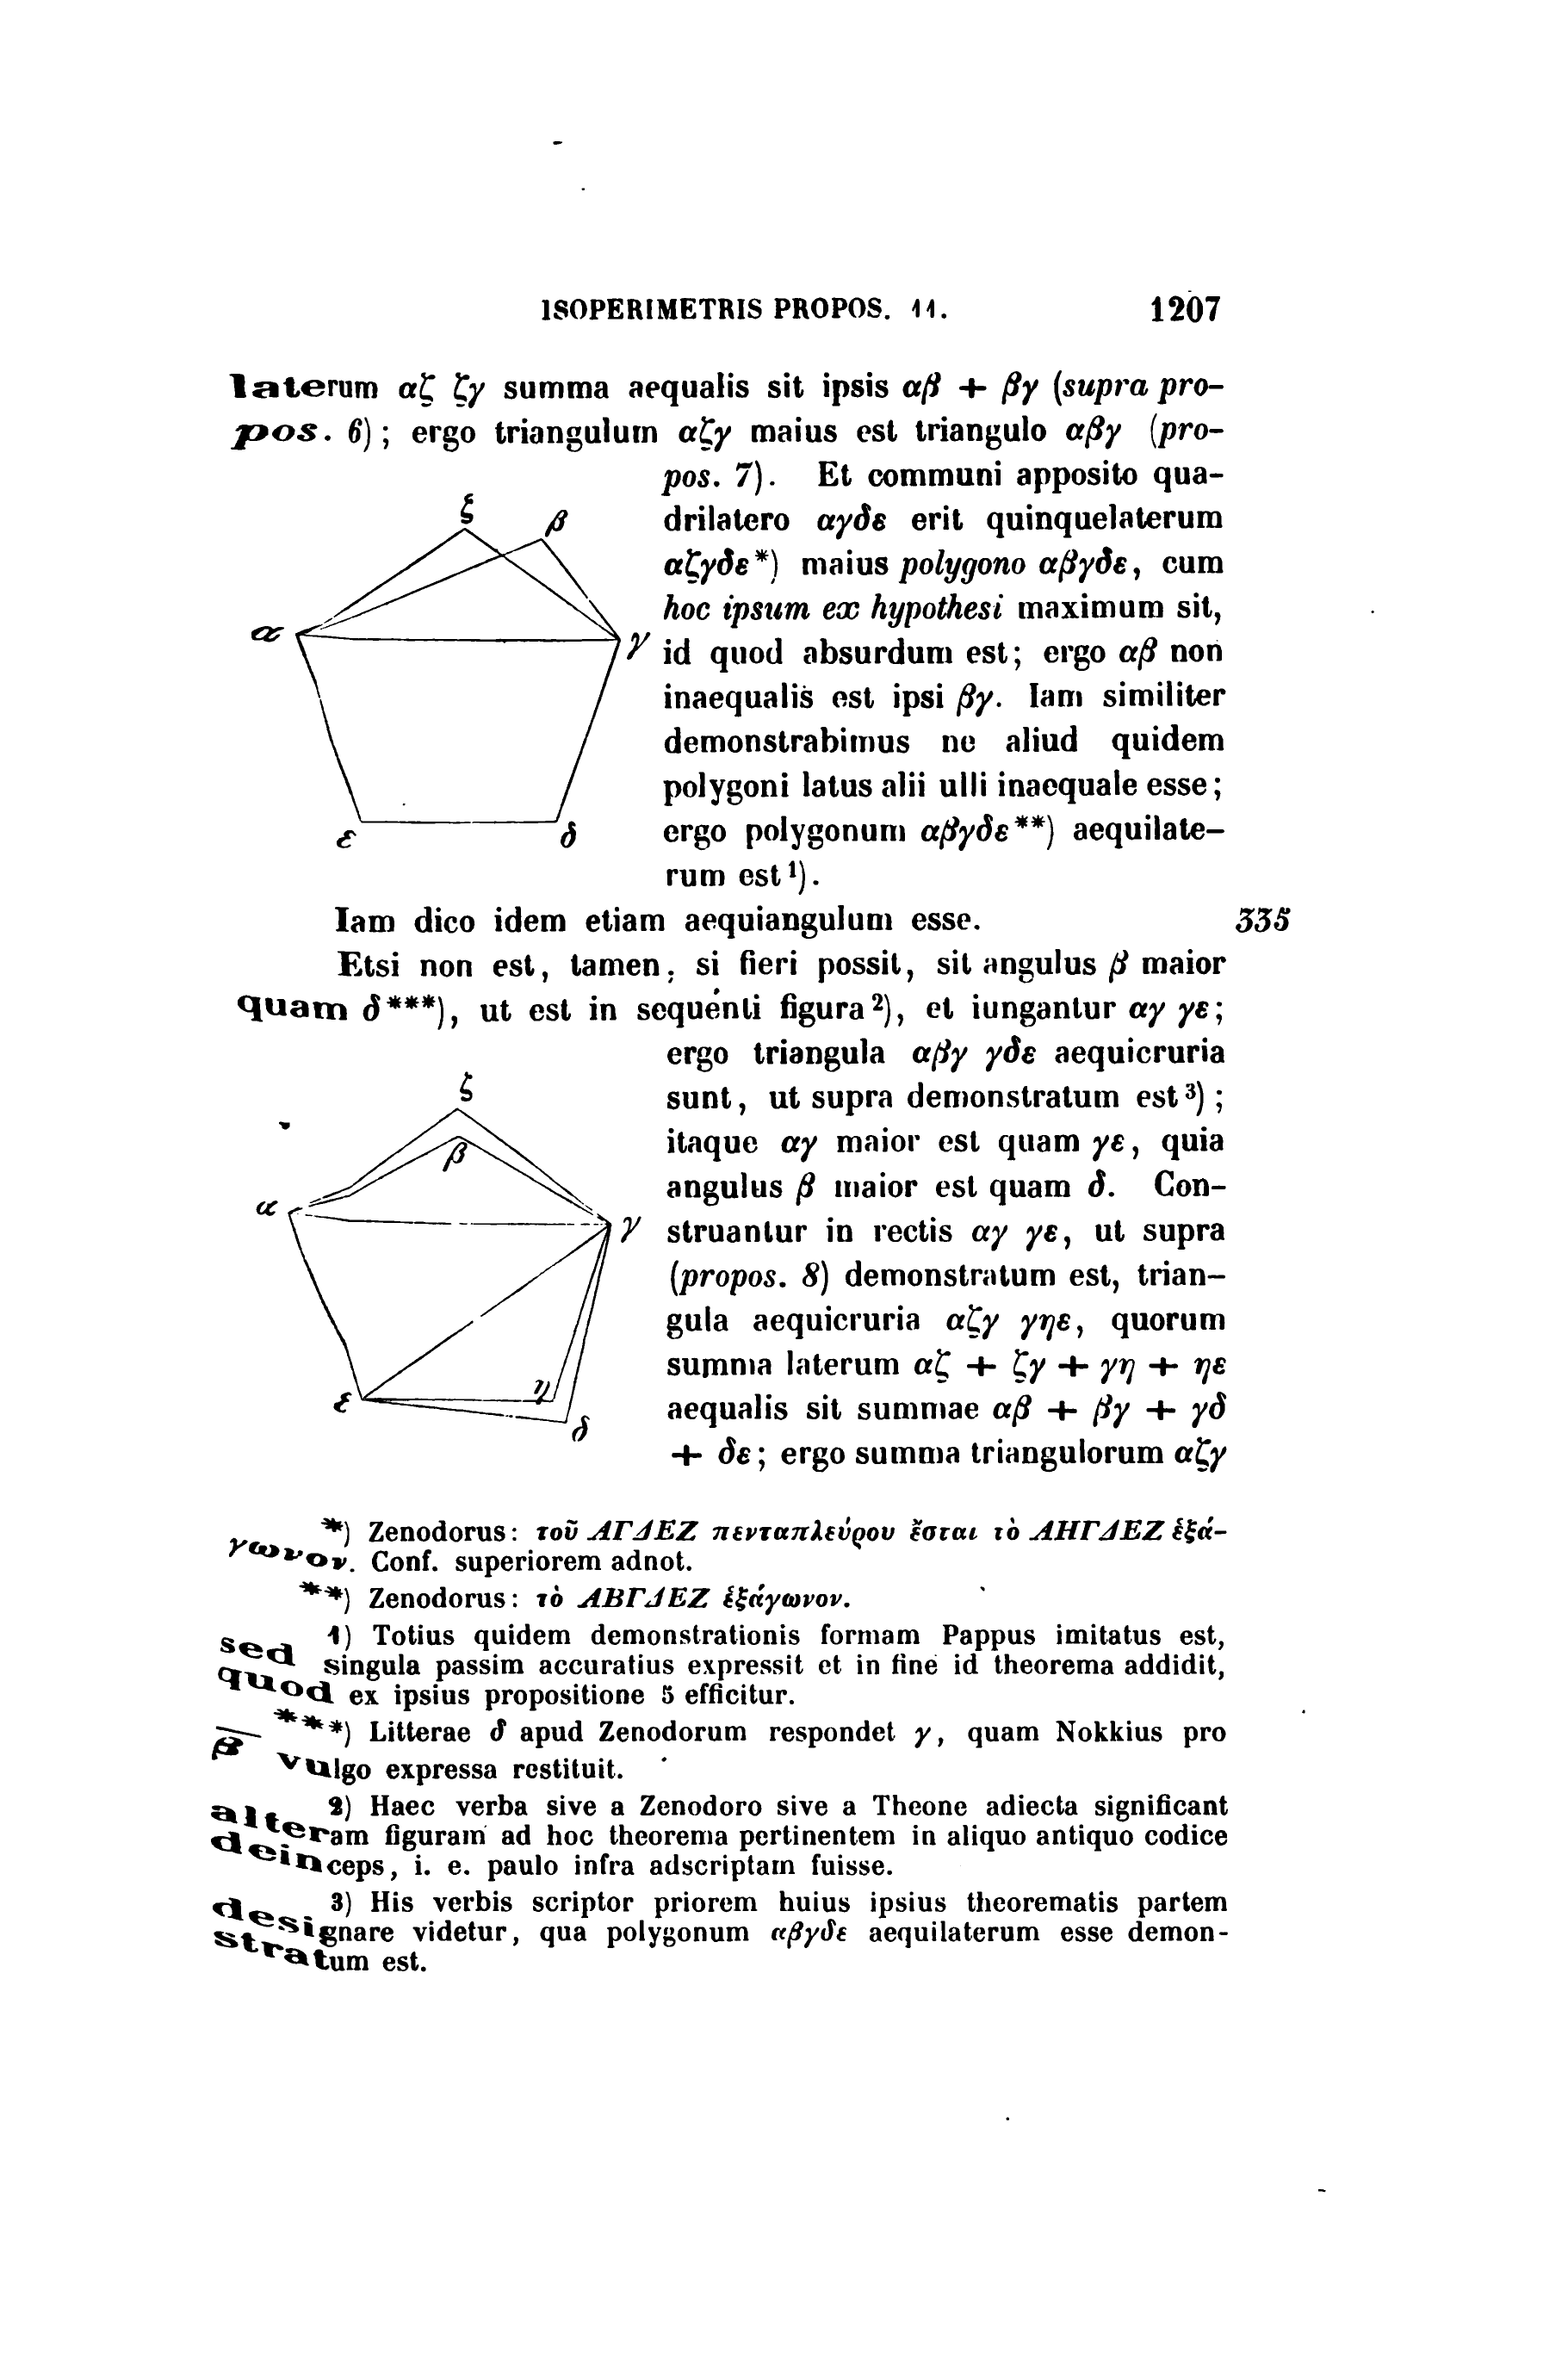 ISOPERIMETRIS PROPOS. 11. 1207
laterum αζ ζγ summa aequalis sit ipsis αβ + βγ (supra pro-
pos. 6); ergo triangulum αζγ maius est triangulo αβγ (pro-
pos. 7). Et communi apposito qua-
drilatero αγδε erit quinquelaterum
αζγδε*) maius polygono αβγδε, cum
hoc ipsum ex hypothesi maximum sit,
id quod absurdum est; ergo αβ non
inaequalis est ipsi βγ. Iam similiter
demonstrabimus ne aliud quidem
polygoni latus alii ulli inaequale esse;
ergo polygonum αβγδε**) aequilate-
rum est¹).
ζ
β
α
γ
ε
δ
Iam dico idem etiam aequiangulum esse. 335
Etsi non est, tamen, si fieri possit, sit angulus β maior
quam δ***), ut est in sequenti figura²), et iungantur αγ γε;
ergo triangula αβγ γδε aequicruria
sunt, ut supra demonstratum est³);
itaque αγ maior est quam γε, quia
angulus β maior est quam δ. Con-
struantur in rectis αγ γε, ut supra
(propos. 8) demonstratum est, trian-
gula aequicruria αζγ γηε, quorum
summa laterum αζ + ζγ + γη + ηε
aequalis sit summae αβ + βγ + γδ
+ δε; ergo summa triangulorum αζγ
ζ
β
α
γ
ε
η
δ
*) Zenodorus: τοῦ ΑΓΔΕΖ πενταπλεύρου ἔσται τὸ ΑΗΓΔΕΖ ἑξά-
γωνον. Conf. superiorem adnot.
**) Zenodorus: τὸ ΑΒΓΔΕΖ ἑξάγωνον.
1) Totius quidem demonstrationis formam Pappus imitatus est,
sed singula passim accuratius expressit et in fine id theorema addidit,
quod ex ipsius propositione 5 efficitur.
***) Litterae δ apud Zenodorum respondet γ, quam Nokkius pro
β vulgo expressa restituit.
2) Haec verba sive a Zenodoro sive a Theone adiecta significant
alteram figuram ad hoc theorema pertinentem in aliquo antiquo codice
deinceps, i. e. paulo infra adscriptam fuisse.
3) His verbis scriptor priorem huius ipsius theorematis partem
designare videtur, qua polygonum αβγδε aequilaterum esse demon-
stratum est.